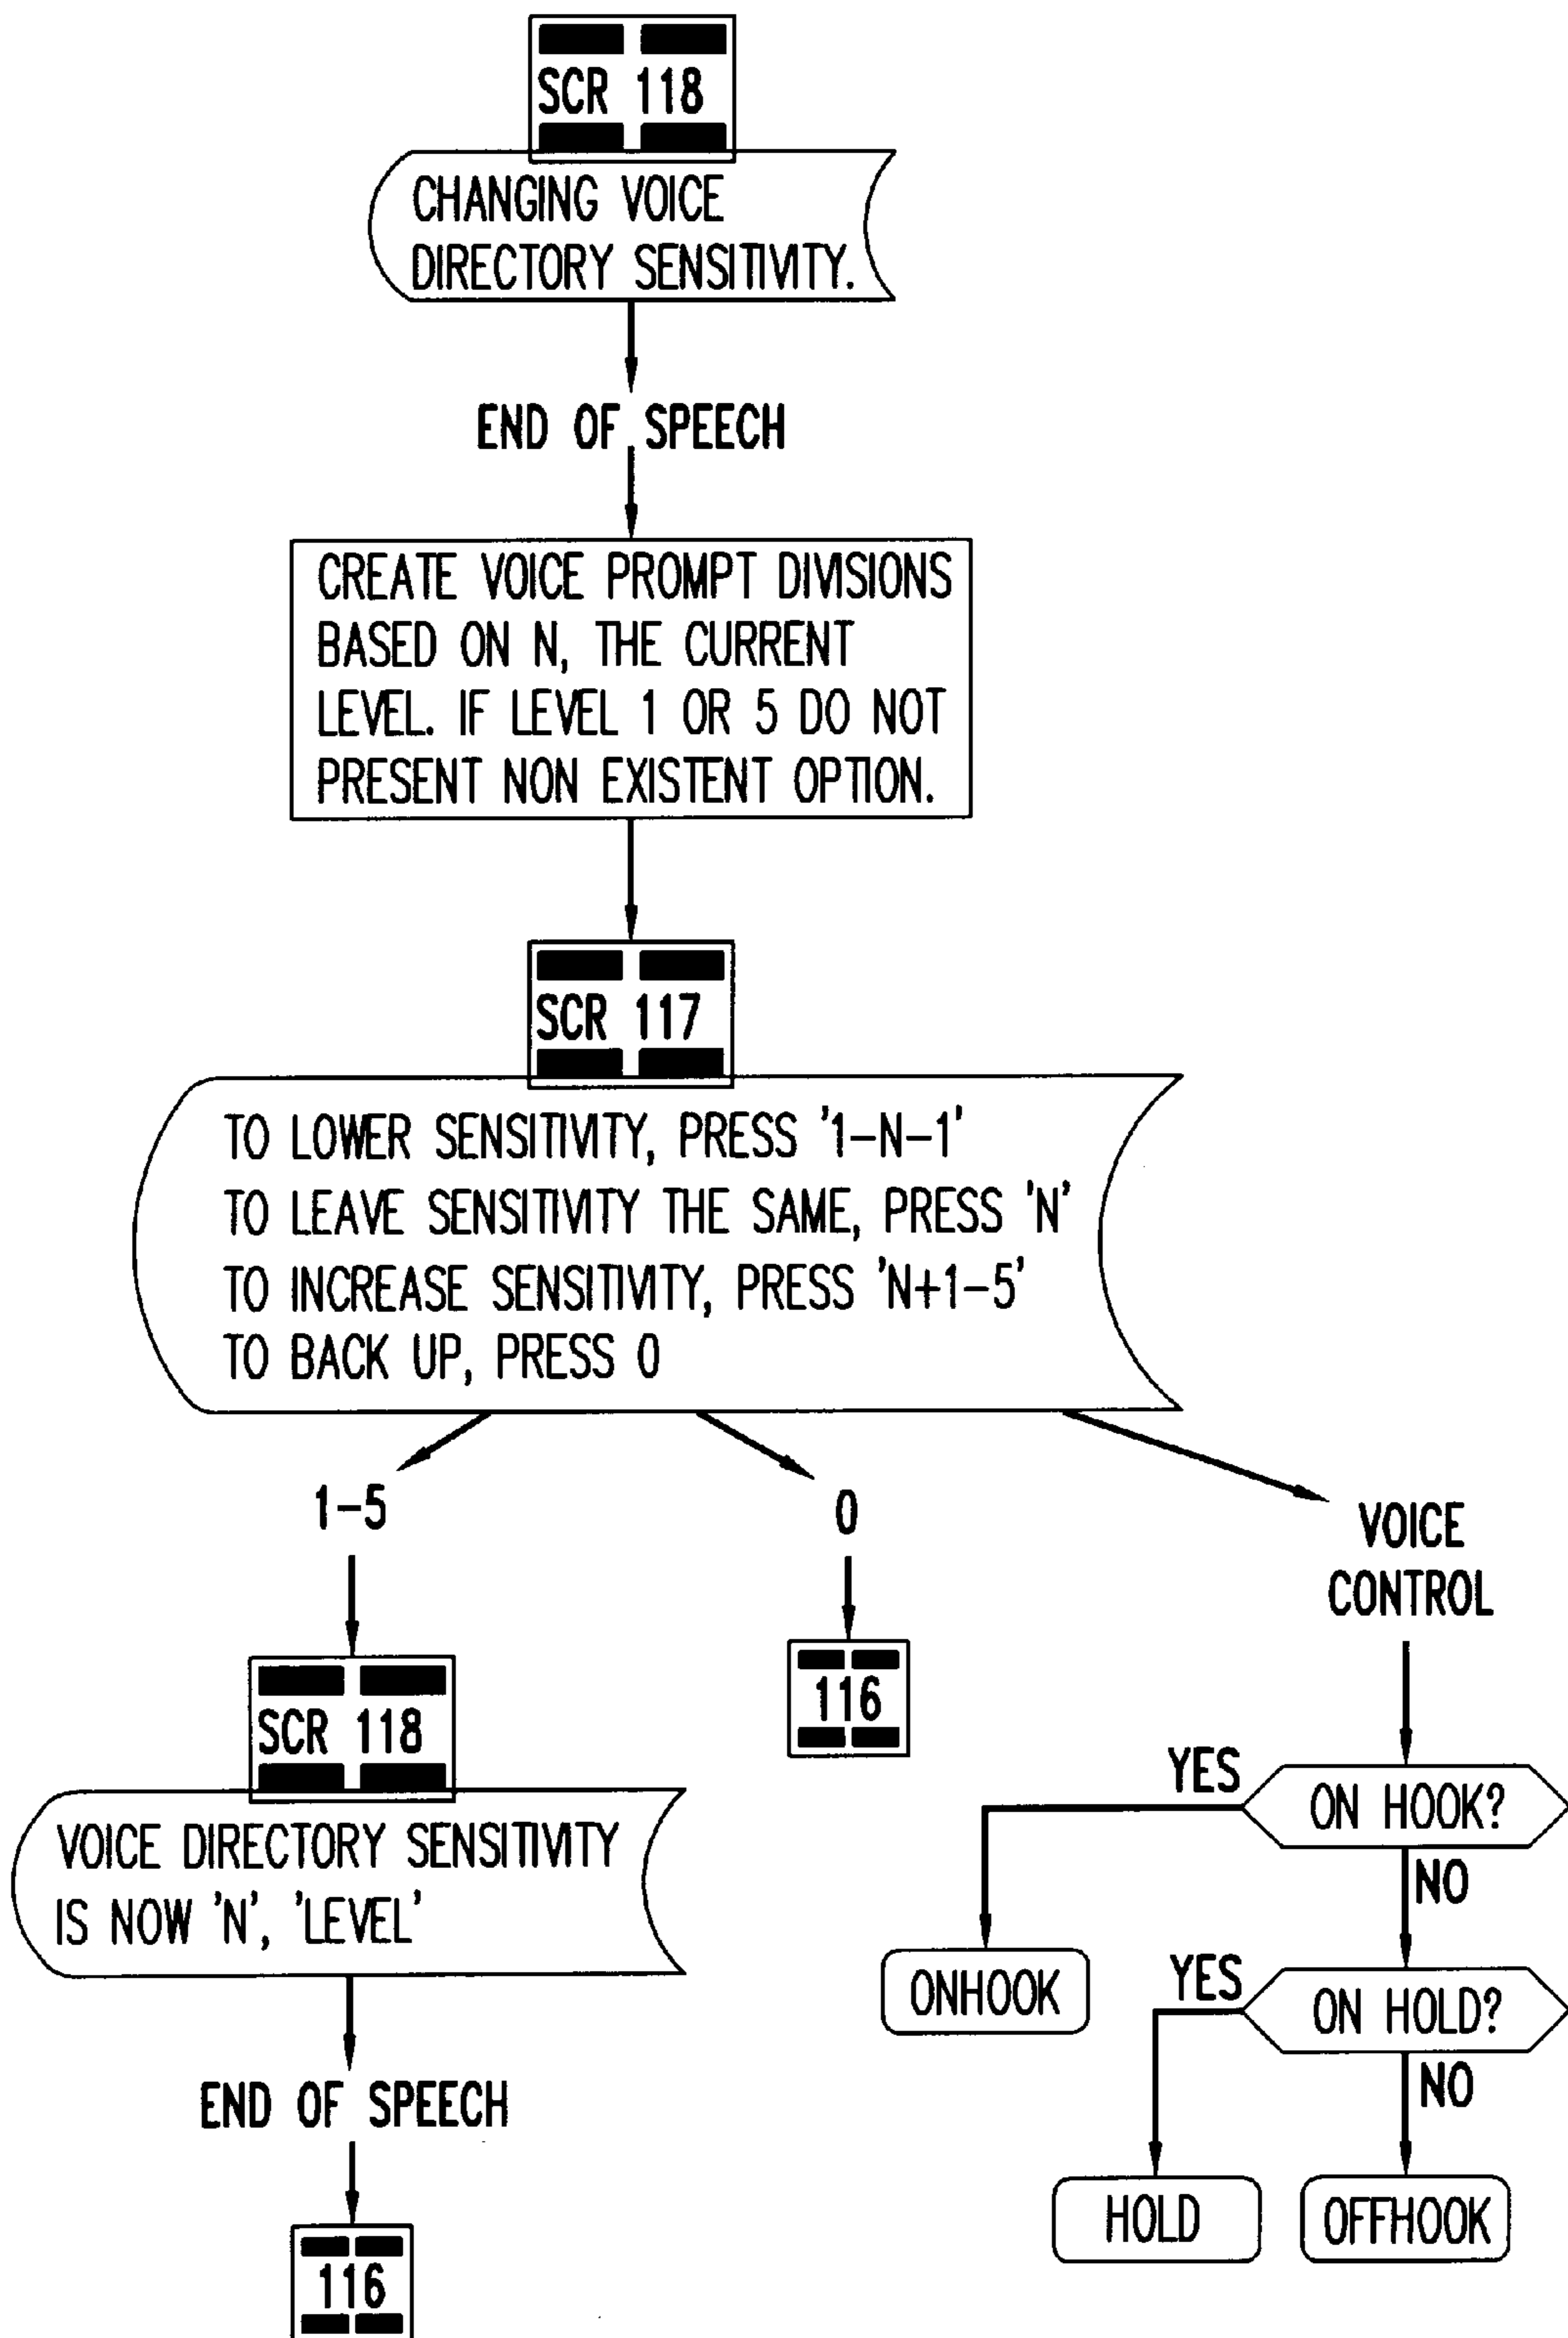 SCR 118
CHANGING VOICE
DIRECTORY SENSITIVITY.
END OF SPEECH
CREATE VOICE PROMPT DIVISIONS
BASED ON N, THE CURRENT
LEVEL. IF LEVEL 1 OR 5 DO NOT
PRESENT NON EXISTENT OPTION.
SCR 117
TO LOWER SENSITIVITY, PRESS '1-N-1'
TO LEAVE SENSITIVITY THE SAME, PRESS 'N'
TO INCREASE SENSITIVITY, PRESS 'N+1-5'
TO BACK UP, PRESS 0
1-5
SCR 118
VOICE DIRECTORY SENSITIVITY
IS NOW 'N', 'LEVEL'
END OF SPEECH
116
0
116
VOICE
CONTROL
ON HOOK?
YES
ONHOOK
NO
ON HOLD?
YES
HOLD
NO
OFFHOOK